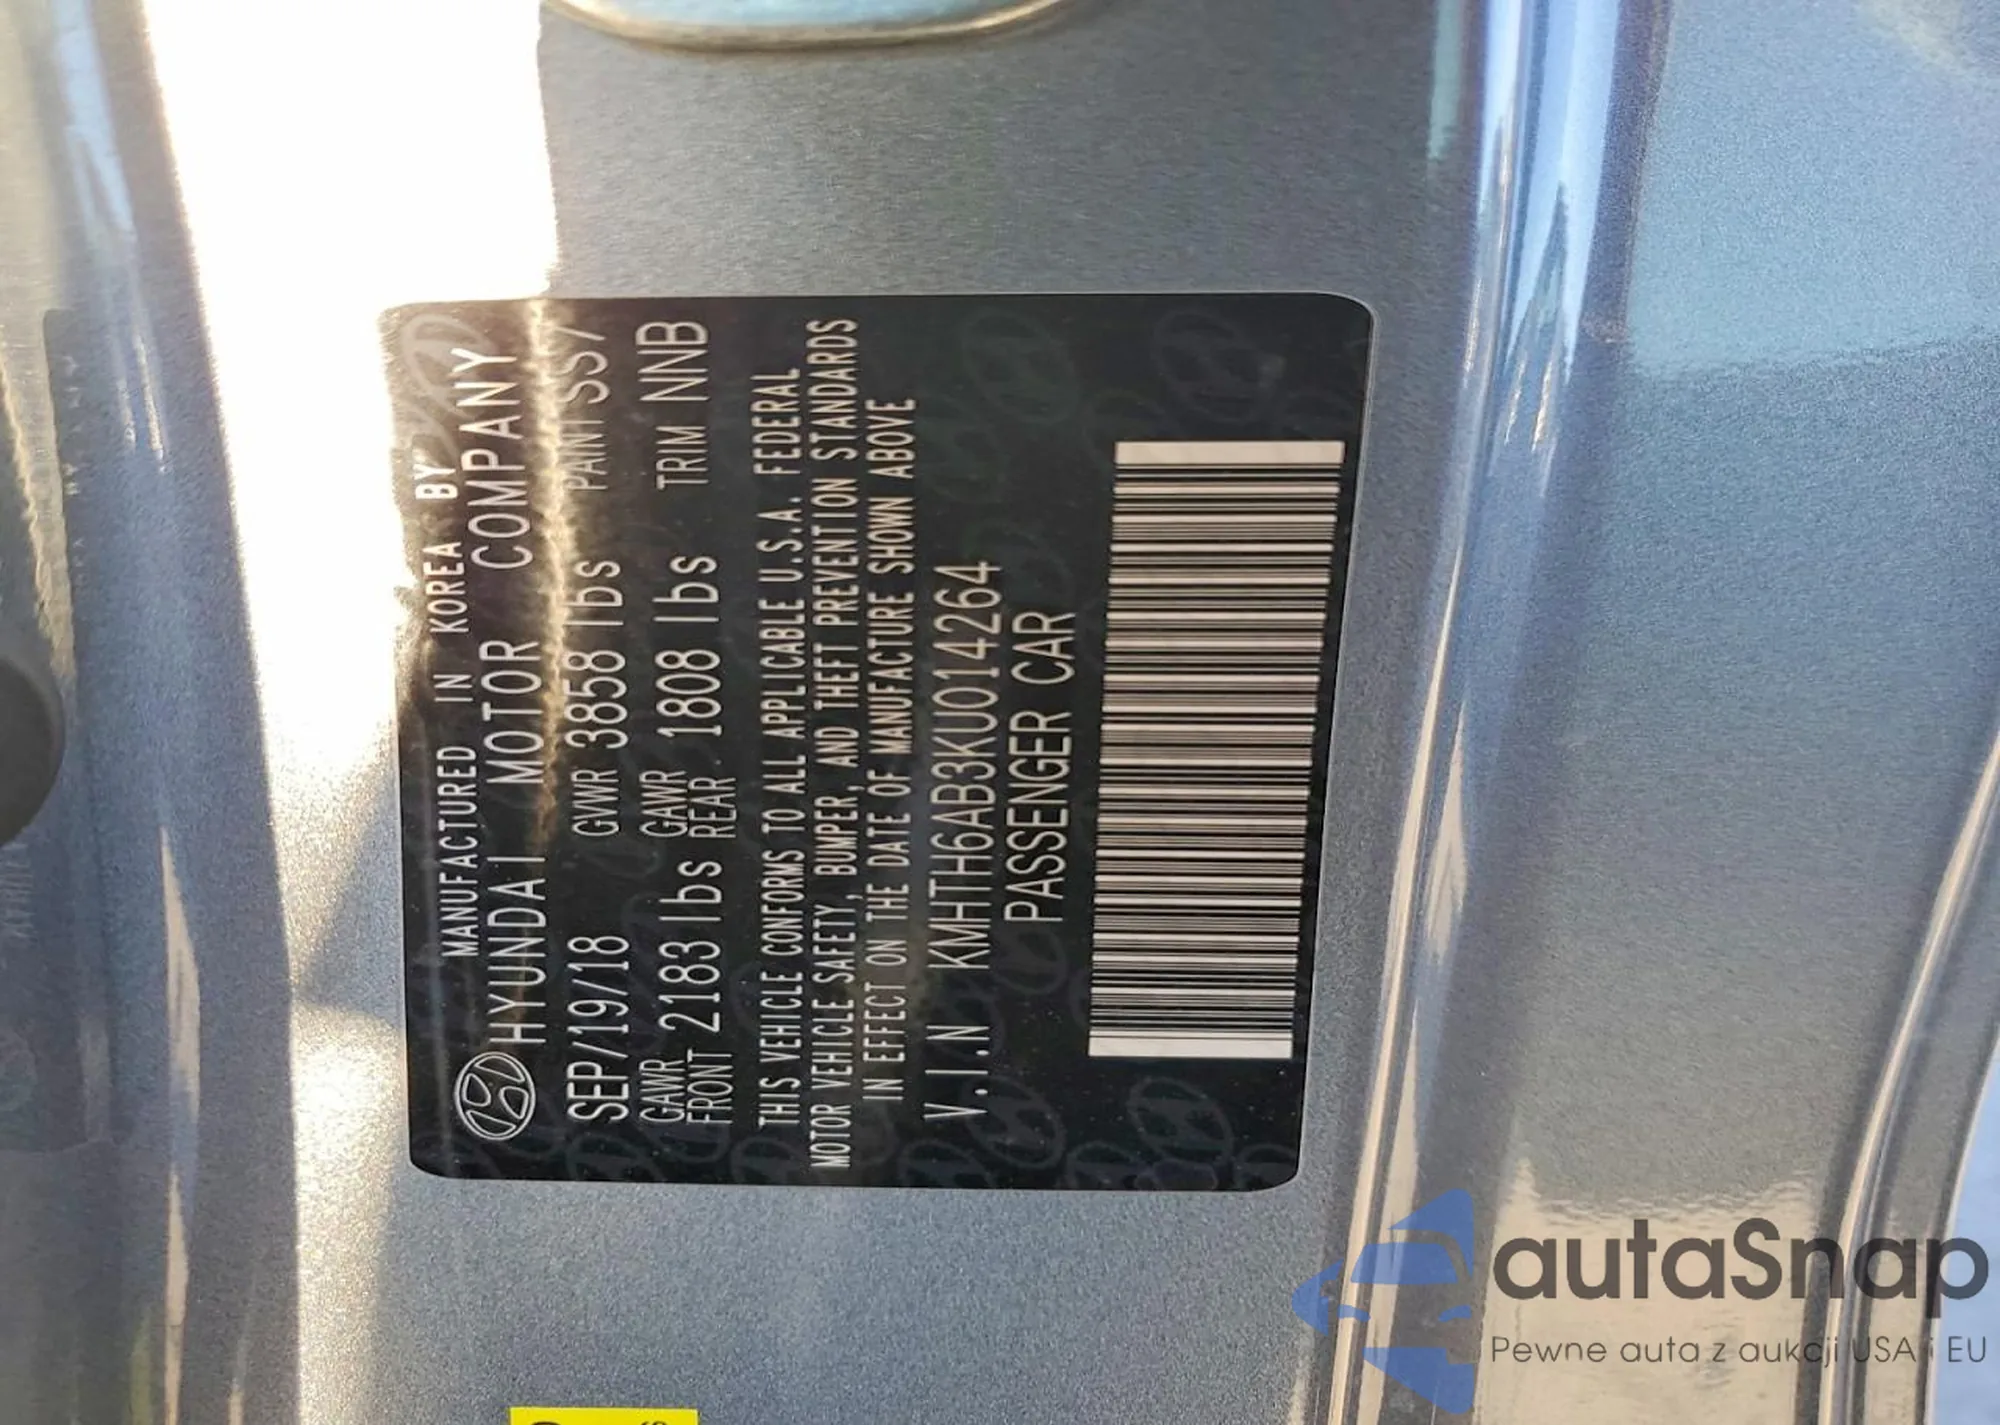 MANUFACTURED IN KOREA BY
HYUNDAI MOTOR COMPANY
SEP/19/18 GVWR 3858 lbs PAINT SS7
GAWR FRONT 2183 lbs GAWR REAR 1808 lbs TRIM NNB
THIS VEHICLE CONFORMS TO ALL APPLICABLE U.S.A. FEDERAL
MOTOR VEHICLE SAFETY, BUMPER, AND THEFT PREVENTION STANDARDS
IN EFFECT ON THE DATE OF MANUFACTURE SHOWN ABOVE
V.I.N KMHTH6AB3KU014264
PASSENGER CAR
autaSnap
Pewne auta z aukcji USA i EU